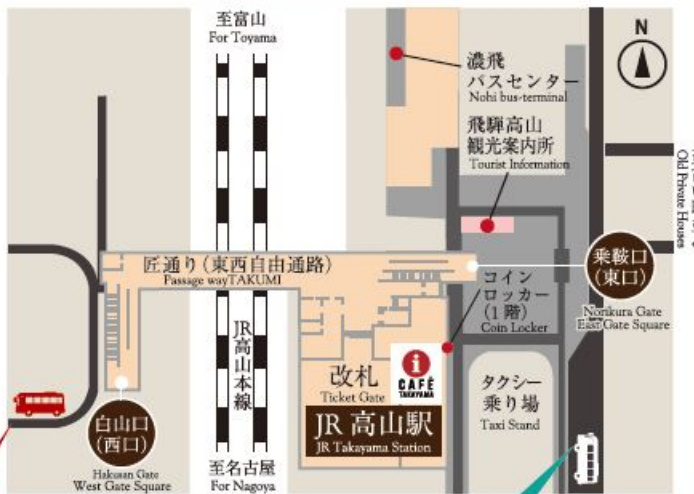 至富山
For Toyama
N
濃飛
バスセンター
Nohi bus-terminal
飛騨高山
観光案内所
Tourist Information
Old Private Houses
匠通り(東西自由通路)
Passage wayTAKUMI
乗鞍口
(東口)
Norikura Gate
East Gate Square
コイン
ロッカー
(1階)
Coin Locker
JR高山本線
i
CAFÉ
TAKAYAMA
改札
Ticket Gate
JR 高山駅
JR Takayama Station
タクシー
乗り場
Taxi Stand
白山口
(西口)
Hakusan Gate
West Gate Square
至名古屋
For Nagoya